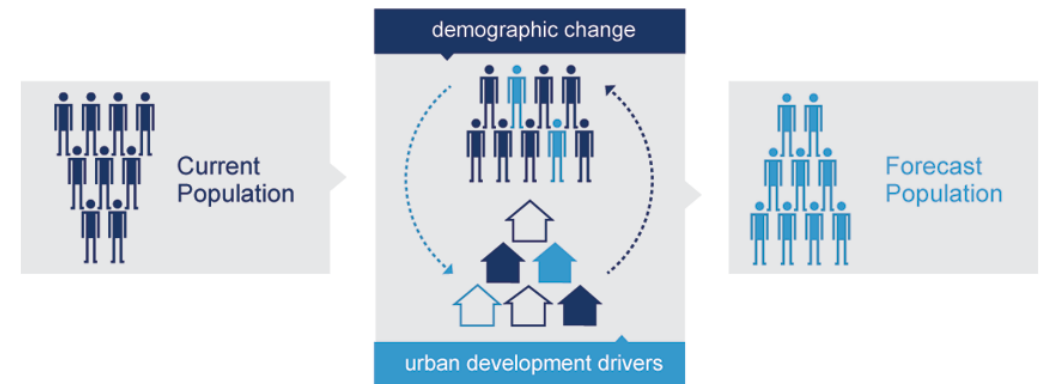 demographic change
Current
Population
Forecast
Population
urban development drivers